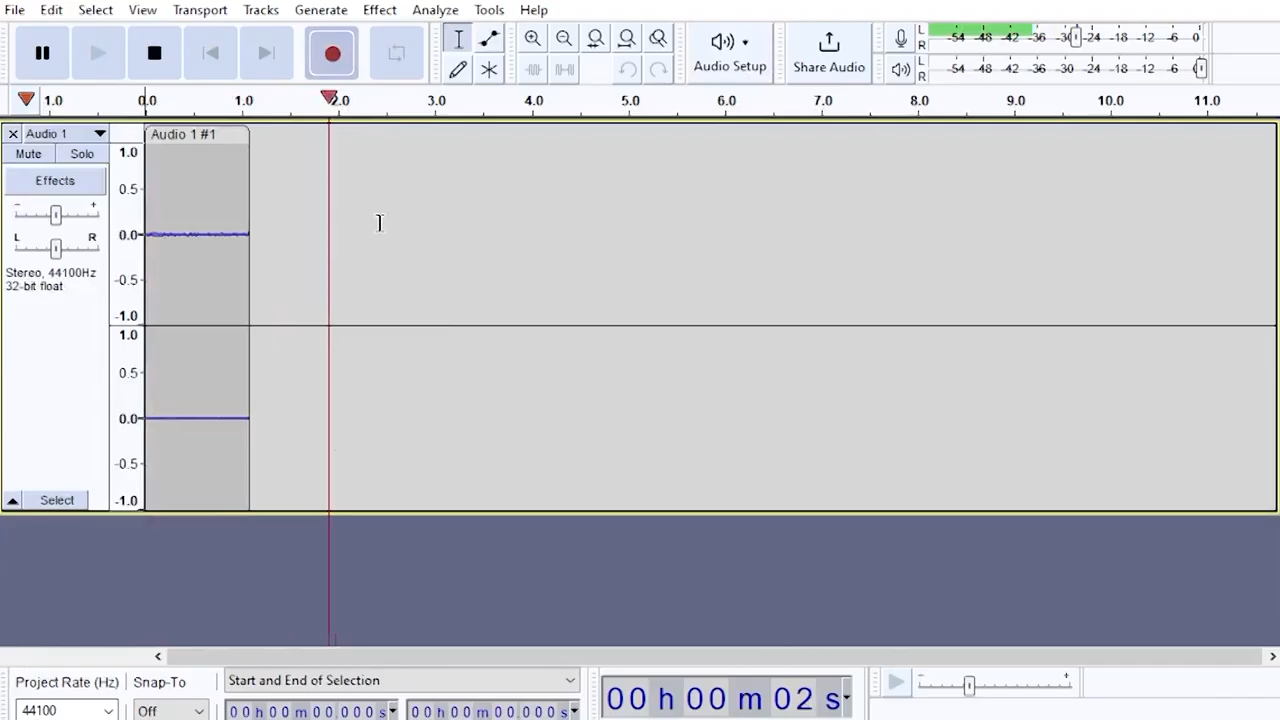 File Edit Select View Transport Tracks Generate Effect Analyze Tools Help
L R -54 -48 -42 -36 -30 -24 -18 -12 -6 0
Audio Setup
Share Audio
L R -54 -48 -42 -36 -30 -24 -18 -12 -6
1.0 0.0 1.0 2.0 3.0 4.0 5.0 6.0 7.0 8.0 9.0 10.0 11.0
Audio 1
Audio 1 #1
Mute Solo
Effects
- +
L R
Stereo, 44100Hz
32-bit float
Select
1.0
0.5
0.0
-0.5
-1.0
1.0
0.5
0.0
-0.5
-1.0
Project Rate (Hz) Snap-To Start and End of Selection
44100 Off 00 h 00 m 00.000 s 00 h 00 m 00.000 s
00 h 00 m 02 s
- +